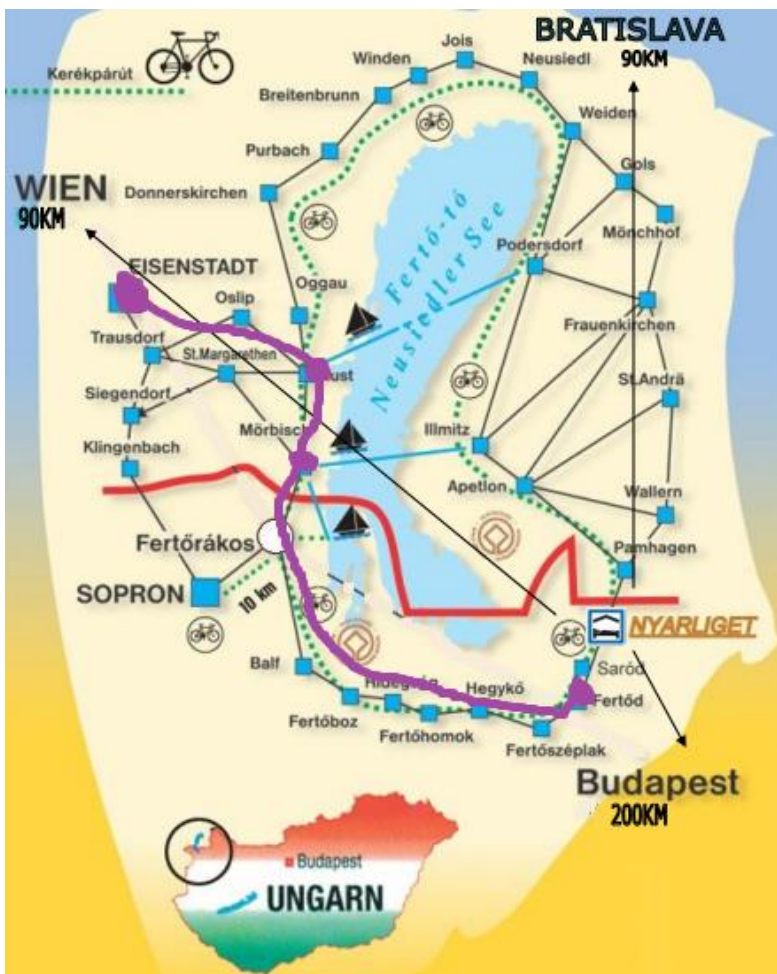 BRATISLAVA
90KM
Kerékpárút
Jois
Winden
Neusiedl
Breitenbrunn
Weiden
Purbach
Gols
WIEN
90KM
Donnerskirchen
Mönchhof
Fertő-tó
Neusiedler See
Podersdorf
EISENSTADT
Oggau
Oslip
Frauenkirchen
Trausdorf
St.Margarethen
St.Andrä
Siegendorf
Mörbisch
Illmitz
Klingenbach
Apetlon
Wallern
Fertőrákos
Pamhagen
SOPRON
10 km
NYARLIGET
Balf
Saród
Hegykő
Fertőd
Fertőboz
Fertőhomok
Fertőszéplak
Budapest
200KM
Budapest
UNGARN